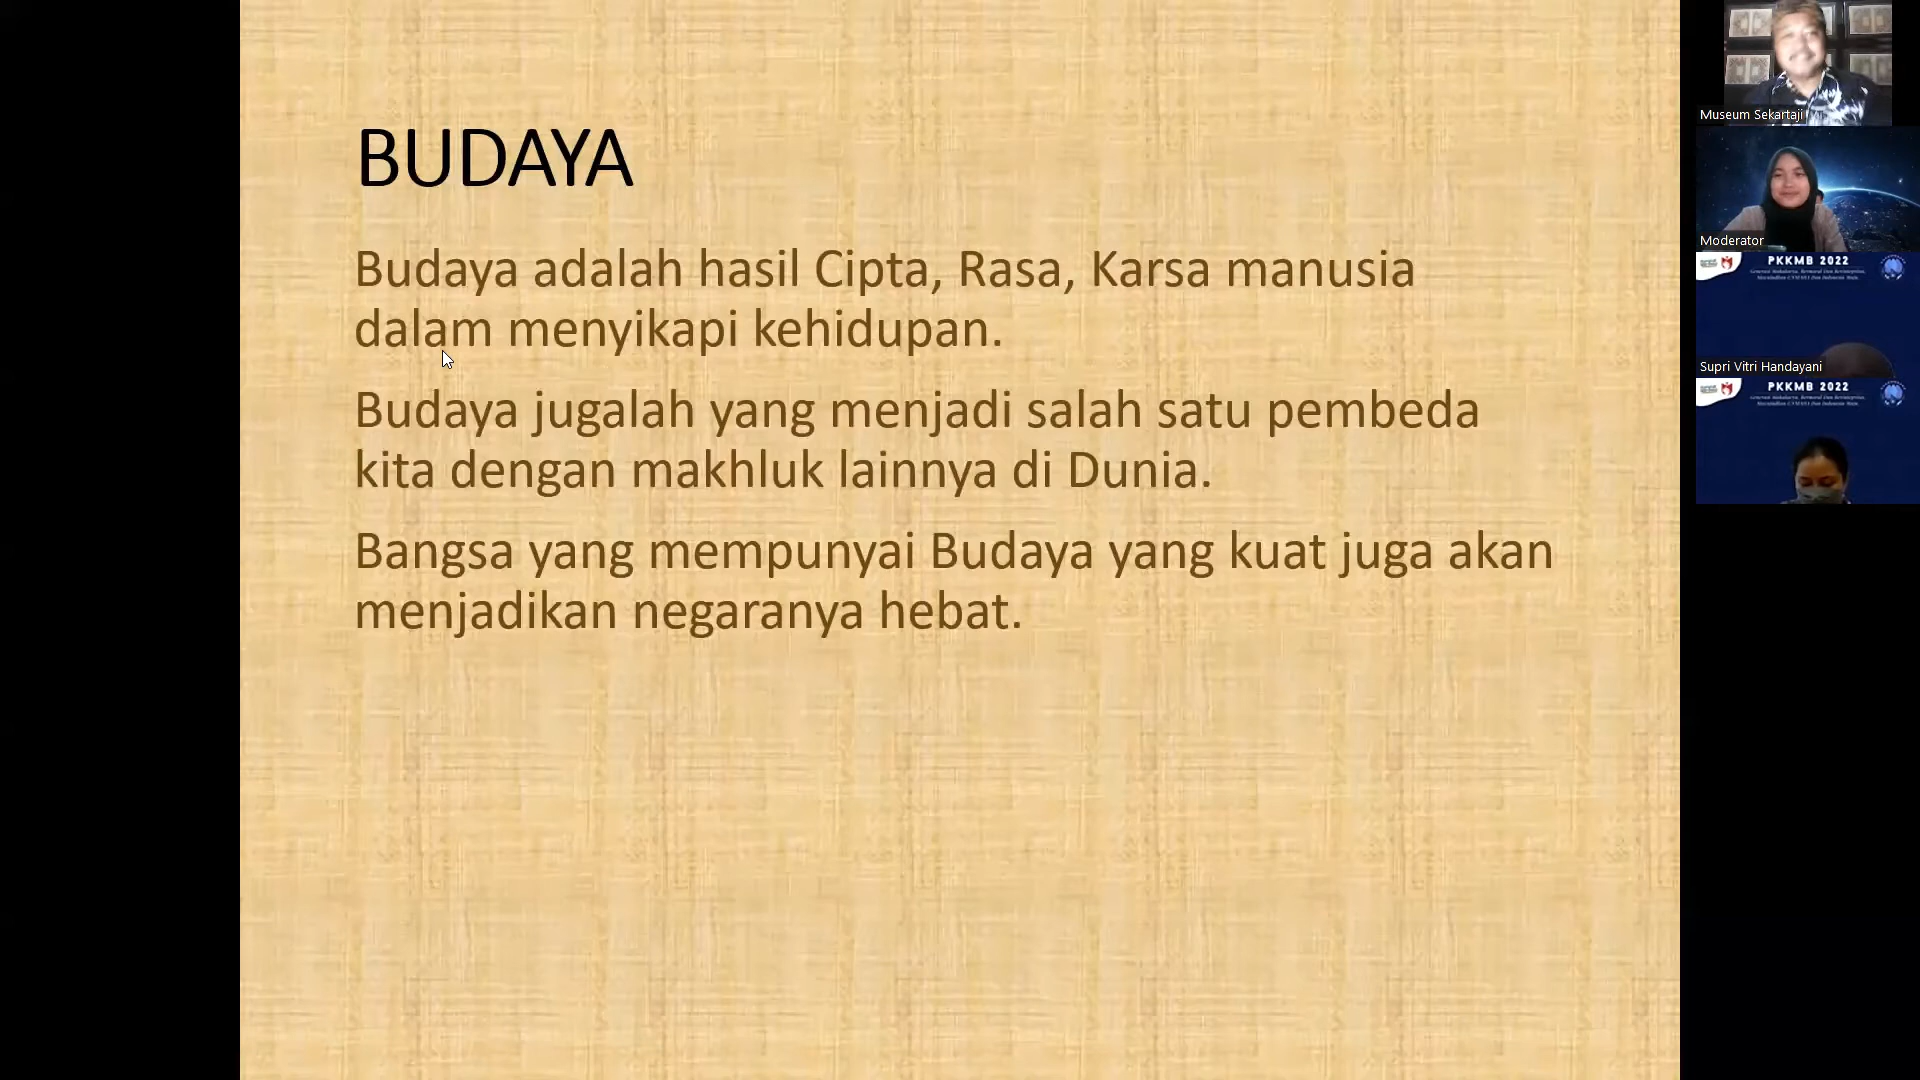 BUDAYA
Budaya adalah hasil Cipta, Rasa, Karsa manusia
dalam menyikapi kehidupan.
Budaya jugalah yang menjadi salah satu pembeda
kita dengan makhluk lainnya di Dunia.
Bangsa yang mempunyai Budaya yang kuat juga akan
menjadikan negaranya hebat.
Museum Sekartaji
Moderator
PKKMB 2022
Supri Vitri Handayani
PKKMB 2022